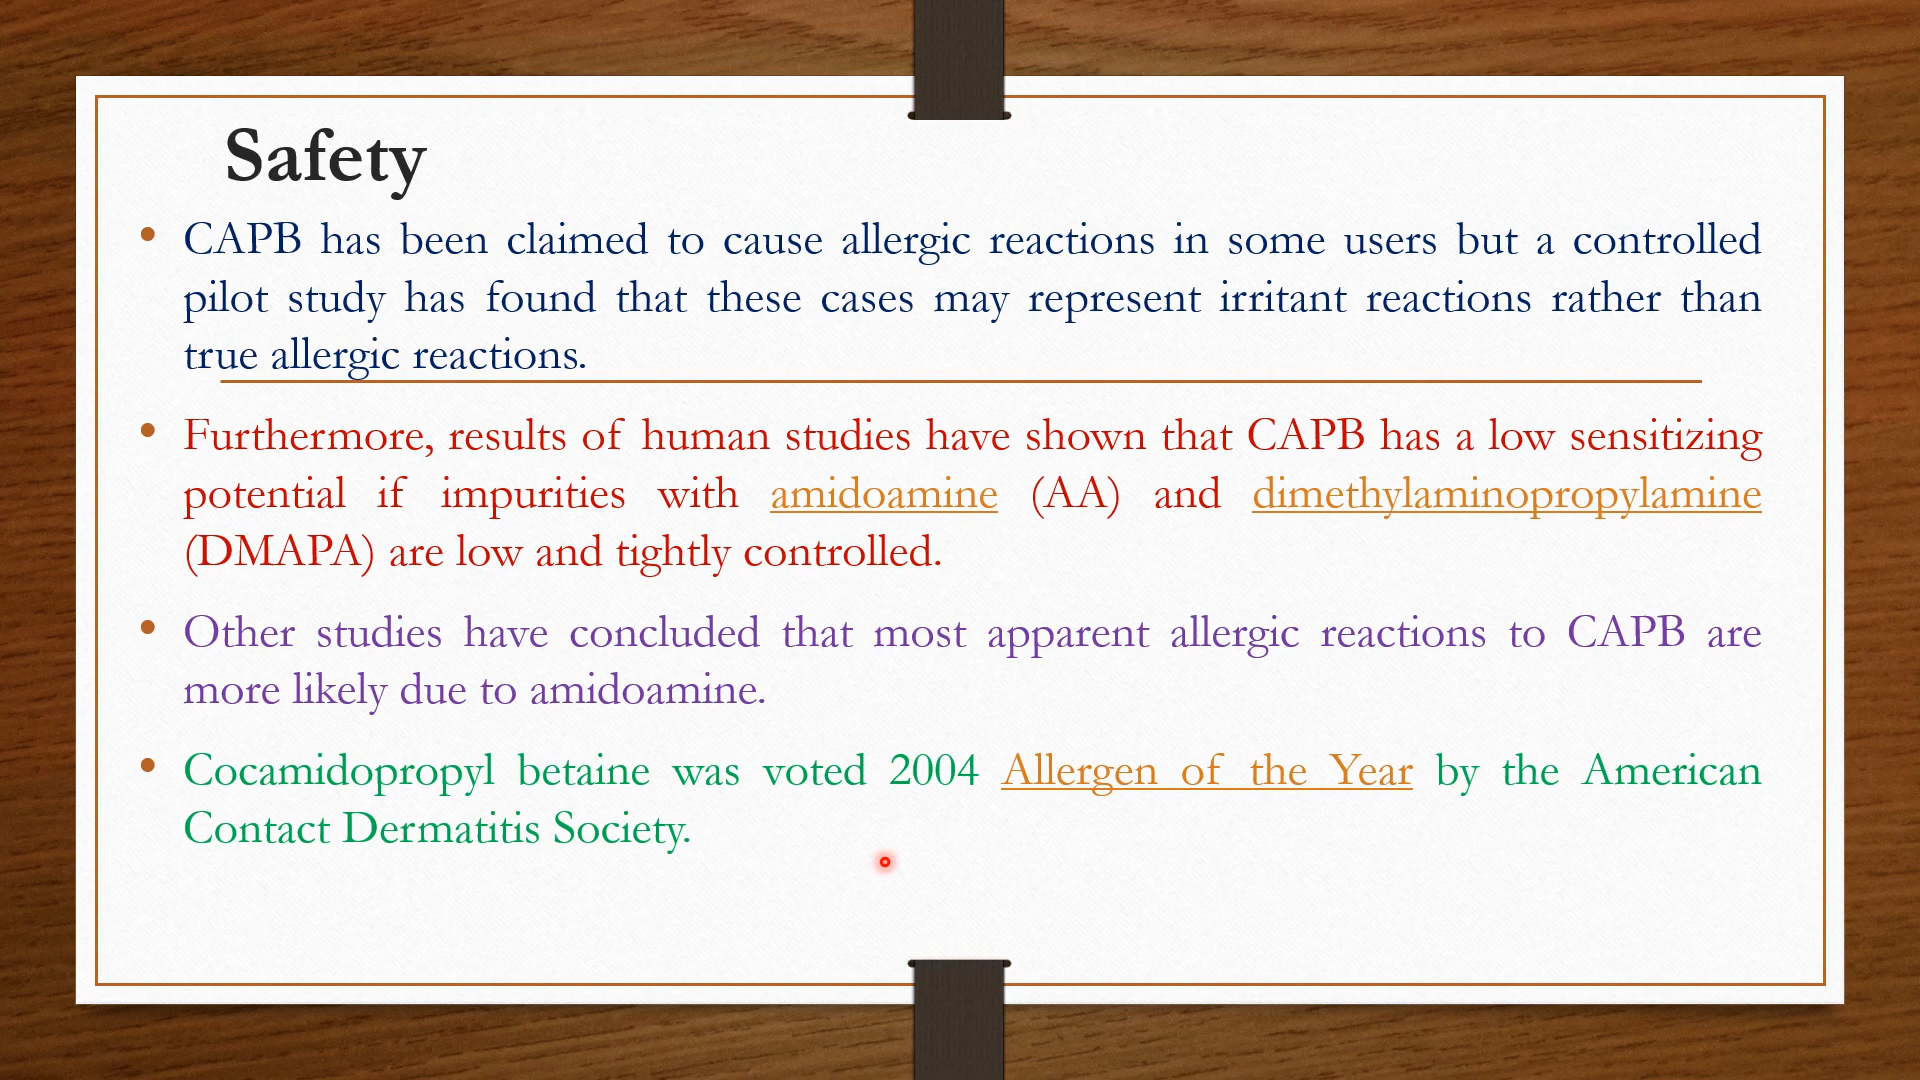 Safety
• CAPB has been claimed to cause allergic reactions in some users but a controlled
pilot study has found that these cases may represent irritant reactions rather than
true allergic reactions.
• Furthermore, results of human studies have shown that CAPB has a low sensitizing
potential if impurities with amidoamine (AA) and dimethylaminopropylamine
(DMAPA) are low and tightly controlled.
• Other studies have concluded that most apparent allergic reactions to CAPB are
more likely due to amidoamine.
• Cocamidopropyl betaine was voted 2004 Allergen of the Year by the American
Contact Dermatitis Society.